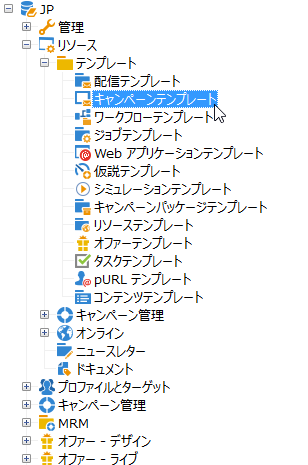 JP
管理
リソース
テンプレート
配信テンプレート
キャンペーンテンプレート
ワークフローテンプレート
ジョブテンプレート
Web アプリケーションテンプレート
仮説テンプレート
シミュレーションテンプレート
キャンペーンパッケージテンプレート
リソーステンプレート
オファーテンプレート
タスクテンプレート
pURL テンプレート
コンテンツテンプレート
キャンペーン管理
オンライン
ニュースレター
ドキュメント
プロファイルとターゲット
キャンペーン管理
MRM
オファー - デザイン
オファー - ライブ